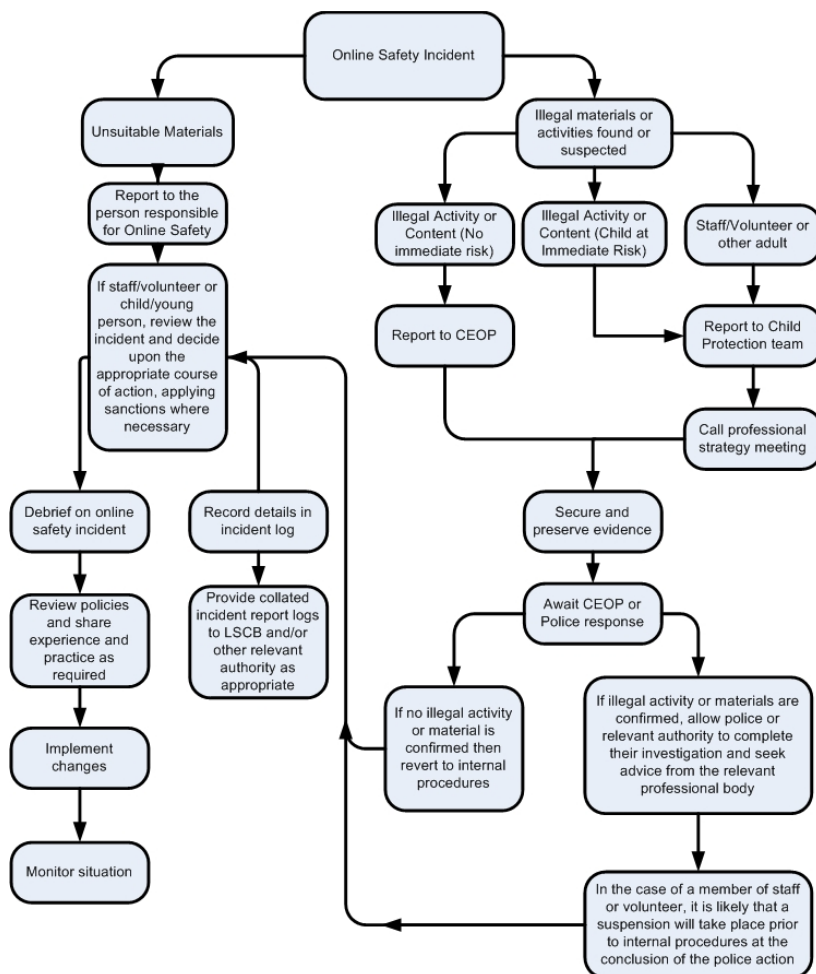 Online Safety Incident
Unsuitable Materials
Report to the
person responsible
for Online Safety
If staff/volunteer or
child/young
person, review the
incident and decide
upon the
appropriate course
of action, applying
sanctions where
necessary
Debrief on online
safety incident
Review policies
and share
experience and
practice as
required
Implement
changes
Monitor situation
Record details in
incident log
Provide collated
incident report logs
to LSCB and/or
other relevant
authority as
appropriate
Illegal materials or
activities found or
suspected
Illegal Activity or
Content (No
immediate risk)
Illegal Activity or
Content (Child at
Immediate Risk)
Staff/Volunteer or
other adult
Report to CEOP
Report to Child
Protection team
Call professional
strategy meeting
Secure and
preserve evidence
Await CEOP or
Police response
If no illegal activity
or material is
confirmed then
revert to internal
procedures
If illegal activity or materials are
confirmed, allow police or
relevant authority to complete
their investigation and seek
advice from the relevant
professional body
In the case of a member of staff
or volunteer, it is likely that a
suspension will take place prior
to internal procedures at the
conclusion of the police action